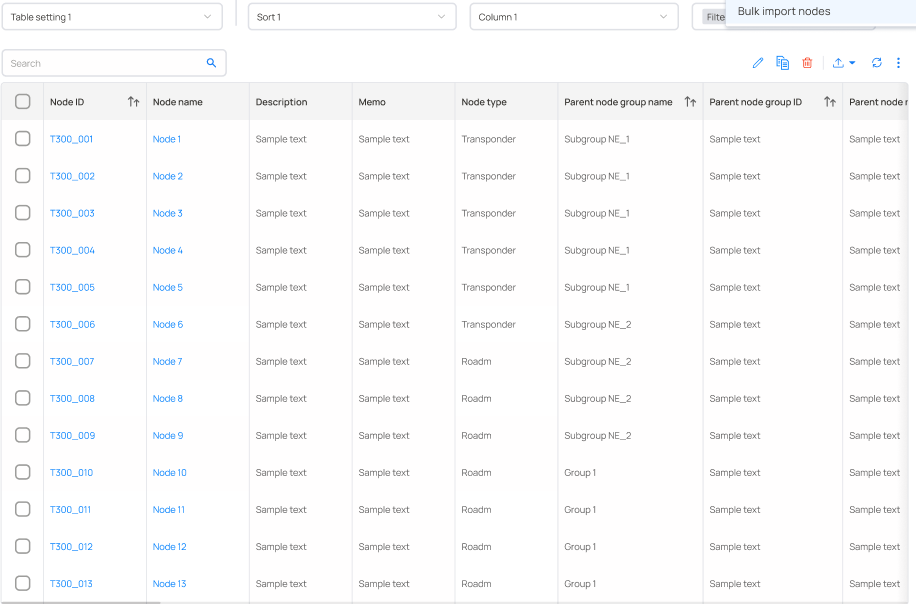 Bulk import nodes
Table setting 1 Sort 1 Column 1 Filte
Search
Node ID Node name Description Memo Node type Parent node group name Parent node group ID Parent node
T300_001 Node 1 Sample text Sample text Transponder Subgroup NE_1 Sample text Sample text
T300_002 Node 2 Sample text Sample text Transponder Subgroup NE_1 Sample text Sample text
T300_003 Node 3 Sample text Sample text Transponder Subgroup NE_1 Sample text Sample text
T300_004 Node 4 Sample text Sample text Transponder Subgroup NE_1 Sample text Sample text
T300_005 Node 5 Sample text Sample text Transponder Subgroup NE_1 Sample text Sample text
T300_006 Node 6 Sample text Sample text Transponder Subgroup NE_2 Sample text Sample text
T300_007 Node 7 Sample text Sample text Roadm Subgroup NE_2 Sample text Sample text
T300_008 Node 8 Sample text Sample text Roadm Subgroup NE_2 Sample text Sample text
T300_009 Node 9 Sample text Sample text Roadm Subgroup NE_2 Sample text Sample text
T300_010 Node 10 Sample text Sample text Roadm Group 1 Sample text Sample text
T300_011 Node 11 Sample text Sample text Roadm Group 1 Sample text Sample text
T300_012 Node 12 Sample text Sample text Roadm Group 1 Sample text Sample text
T300_013 Node 13 Sample text Sample text Roadm Group 1 Sample text Sample text